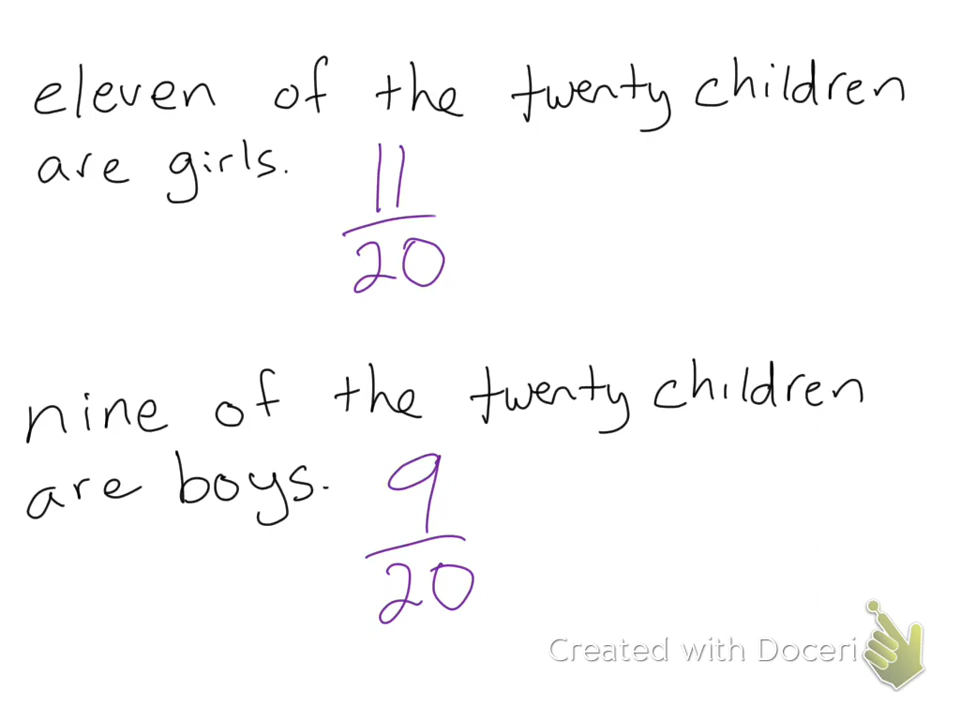 eleven of the twenty children
are girls. 11/20
nine of the twenty children
are boys. 9/20
Created with Doceri